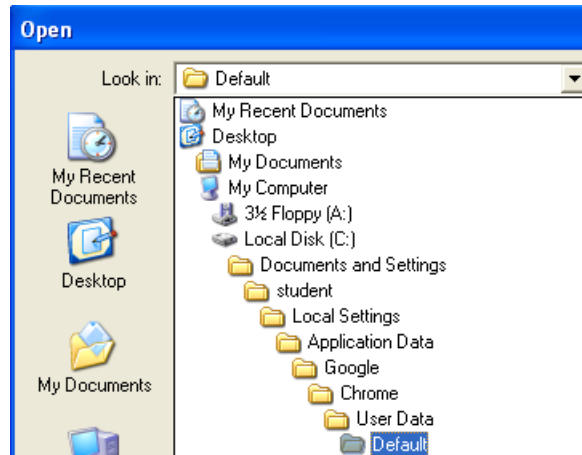 Open
Look in: Default
My Recent Documents
Desktop
My Documents
My Computer
3½ Floppy (A:)
Local Disk (C:)
Documents and Settings
student
Local Settings
Application Data
Google
Chrome
User Data
Default
My Recent
Documents
Desktop
My Documents